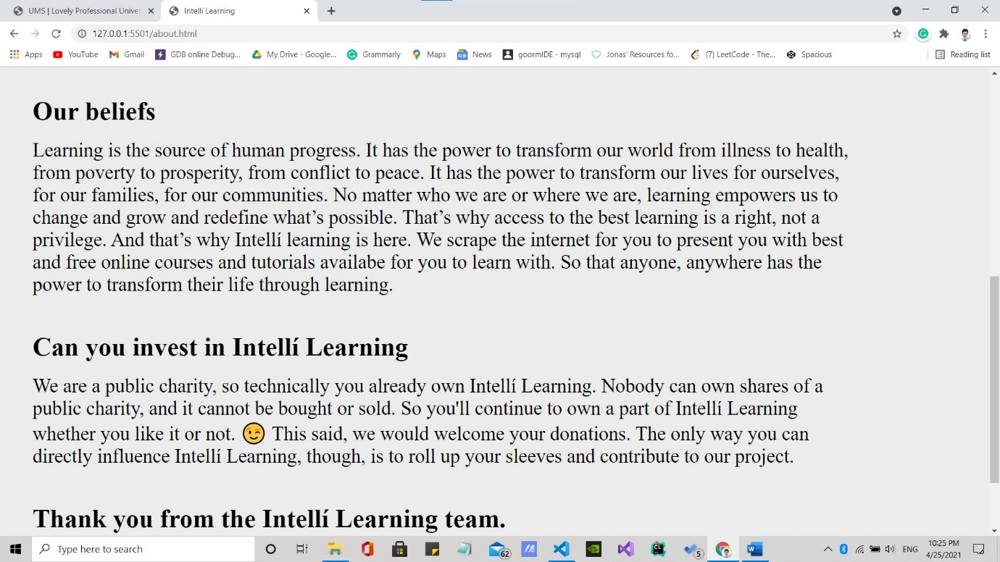 UMS | Lovely Professional Univer
Intellí Learning
127.0.0.1:5501/about.html
Apps
YouTube
Gmail
GDB online Debug...
My Drive - Google...
Grammarly
Maps
News
goormIDE - mysql
Jonas' Resources fo...
(7) LeetCode - The...
Spacious
Reading list
Our beliefs
Learning is the source of human progress. It has the power to transform our world from illness to health,
from poverty to prosperity, from conflict to peace. It has the power to transform our lives for ourselves,
for our families, for our communities. No matter who we are or where we are, learning empowers us to
change and grow and redefine what’s possible. That’s why access to the best learning is a right, not a
privilege. And that’s why Intellí learning is here. We scrape the internet for you to present you with best
and free online courses and tutorials availabe for you to learn with. So that anyone, anywhere has the
power to transform their life through learning.
Can you invest in Intellí Learning
We are a public charity, so technically you already own Intellí Learning. Nobody can own shares of a
public charity, and it cannot be bought or sold. So you'll continue to own a part of Intellí Learning
whether you like it or not. 😉 This said, we would welcome your donations. The only way you can
directly influence Intellí Learning, though, is to roll up your sleeves and contribute to our project.
Thank you from the Intellí Learning team.
Type here to search
62
5
ENG
10:25 PM
4/25/2021